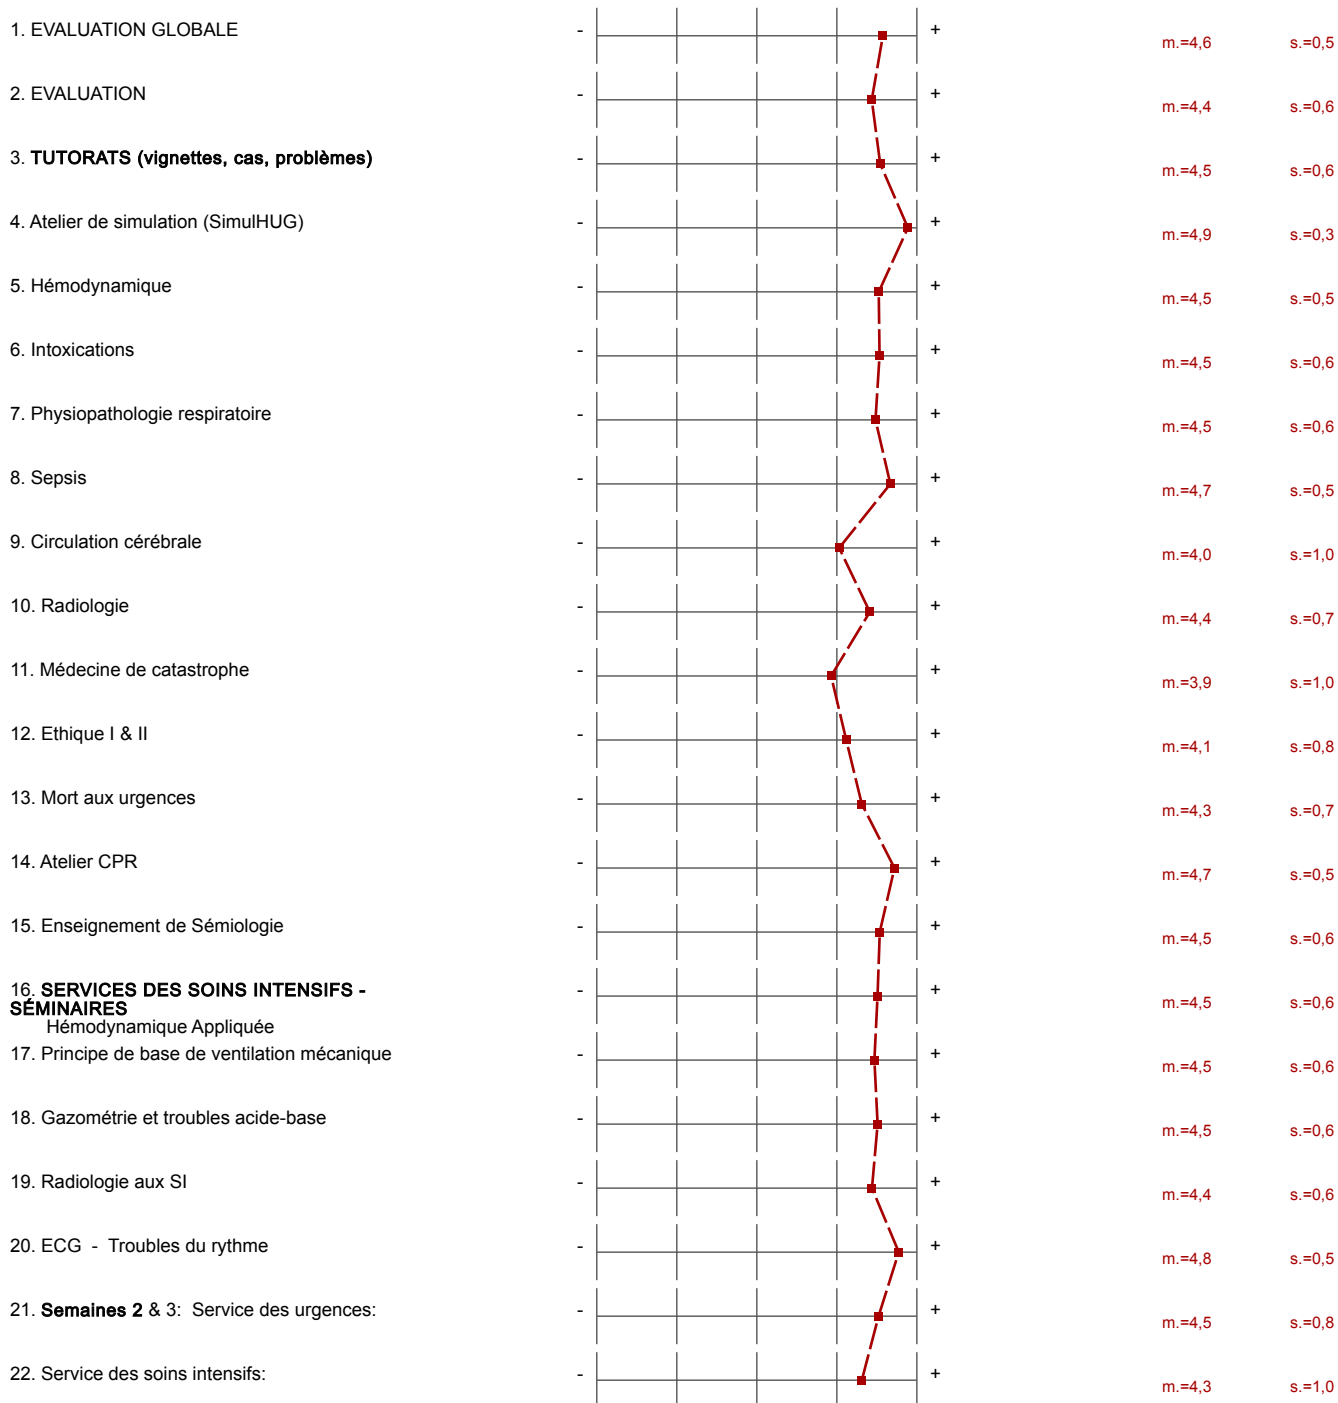 1. EVALUATION GLOBALE - + m.=4,6 s.=0,5
2. EVALUATION - + m.=4,4 s.=0,6
3. TUTORATS (vignettes, cas, problèmes) - + m.=4,5 s.=0,6
4. Atelier de simulation (SimulHUG) - + m.=4,9 s.=0,3
5. Hémodynamique - + m.=4,5 s.=0,5
6. Intoxications - + m.=4,5 s.=0,6
7. Physiopathologie respiratoire - + m.=4,5 s.=0,6
8. Sepsis - + m.=4,7 s.=0,5
9. Circulation cérébrale - + m.=4,0 s.=1,0
10. Radiologie - + m.=4,4 s.=0,7
11. Médecine de catastrophe - + m.=3,9 s.=1,0
12. Ethique I & II - + m.=4,1 s.=0,8
13. Mort aux urgences - + m.=4,3 s.=0,7
14. Atelier CPR - + m.=4,7 s.=0,5
15. Enseignement de Sémiologie - + m.=4,5 s.=0,6
16. SERVICES DES SOINS INTENSIFS - - + m.=4,5 s.=0,6
SÉMINAIRES
Hémodynamique Appliquée
17. Principe de base de ventilation mécanique - + m.=4,5 s.=0,6
18. Gazométrie et troubles acide-base - + m.=4,5 s.=0,6
19. Radiologie aux SI - + m.=4,4 s.=0,6
20. ECG - Troubles du rythme - + m.=4,8 s.=0,5
21. Semaines 2 & 3: Service des urgences: - + m.=4,5 s.=0,8
22. Service des soins intensifs: - + m.=4,3 s.=1,0